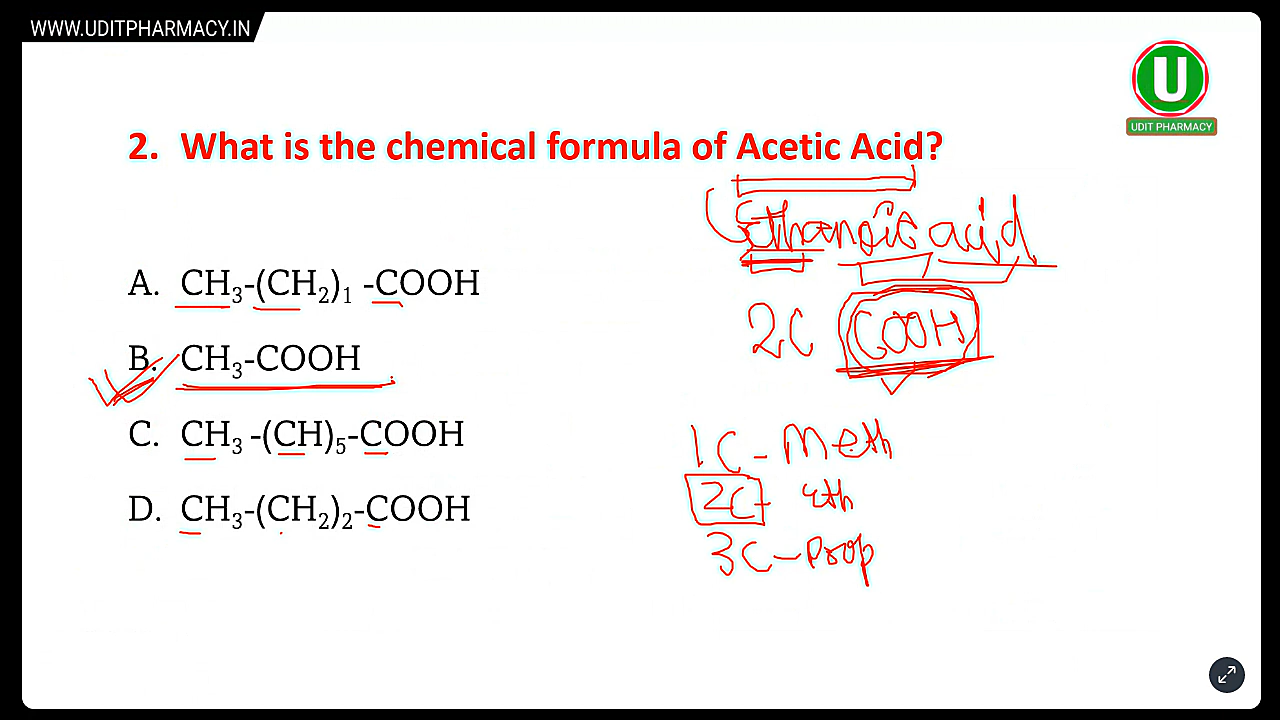 WWW.UDITPHARMACY.IN
U
UDIT PHARMACY
2. What is the chemical formula of Acetic Acid?
Ethanoic acid
A. CH₃-(CH₂)₁ -COOH
2C COOH
B. CH₃-COOH
C. CH₃ -(CH)₅-COOH
1C - Meth
D. CH₃-(CH₂)₂-COOH
2C - eth
3C - Prop